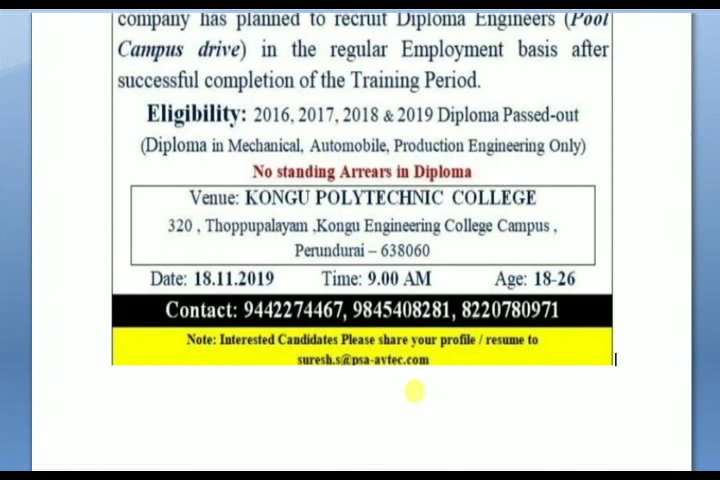 company has planned to recruit Diploma Engineers (Pool
Campus drive) in the regular Employment basis after
successful completion of the Training Period.
Eligibility: 2016, 2017, 2018 & 2019 Diploma Passed-out
(Diploma in Mechanical, Automobile, Production Engineering Only)
No standing Arrears in Diploma
Venue: KONGU POLYTECHNIC COLLEGE
320 , Thoppupalayam ,Kongu Engineering College Campus ,
Perundurai – 638060
Date: 18.11.2019 Time: 9.00 AM Age: 18-26
Contact: 9442274467, 9845408281, 8220780971
Note: Interested Candidates Please share your profile / resume to
suresh.s@psa-avtec.com